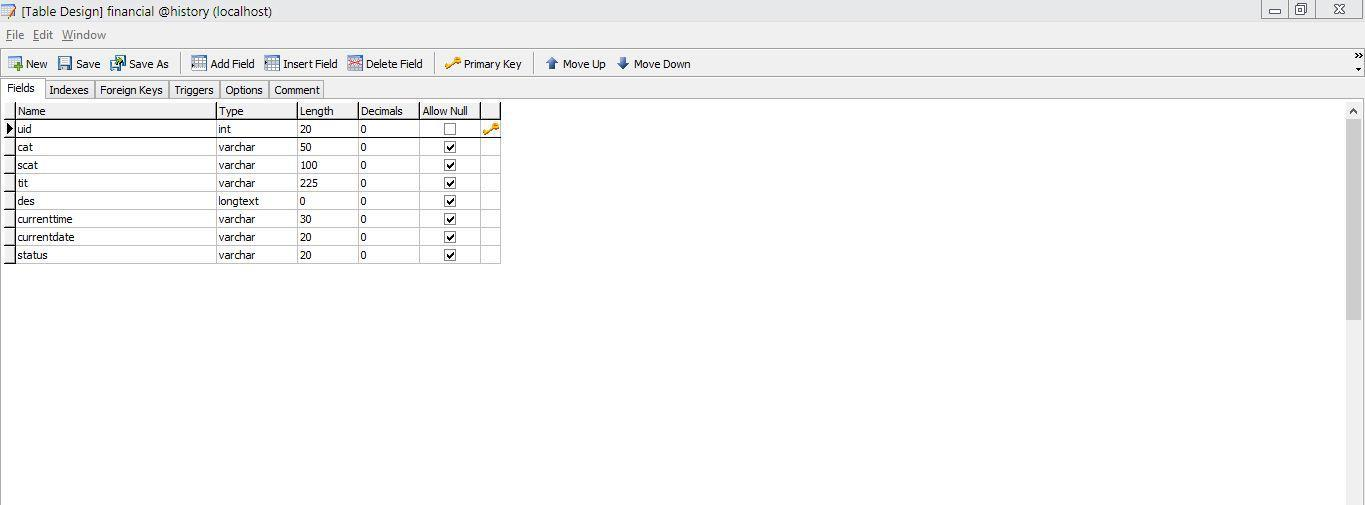 [Table Design] financial @history (localhost)
File Edit Window
New Save Save As Add Field Insert Field Delete Field Primary Key Move Up Move Down
Fields Indexes Foreign Keys Triggers Options Comment
Name Type Length Decimals Allow Null
uid int 20 0
cat varchar 50 0
scat varchar 100 0
tit varchar 225 0
des longtext 0 0
currenttime varchar 30 0
currentdate varchar 20 0
status varchar 20 0